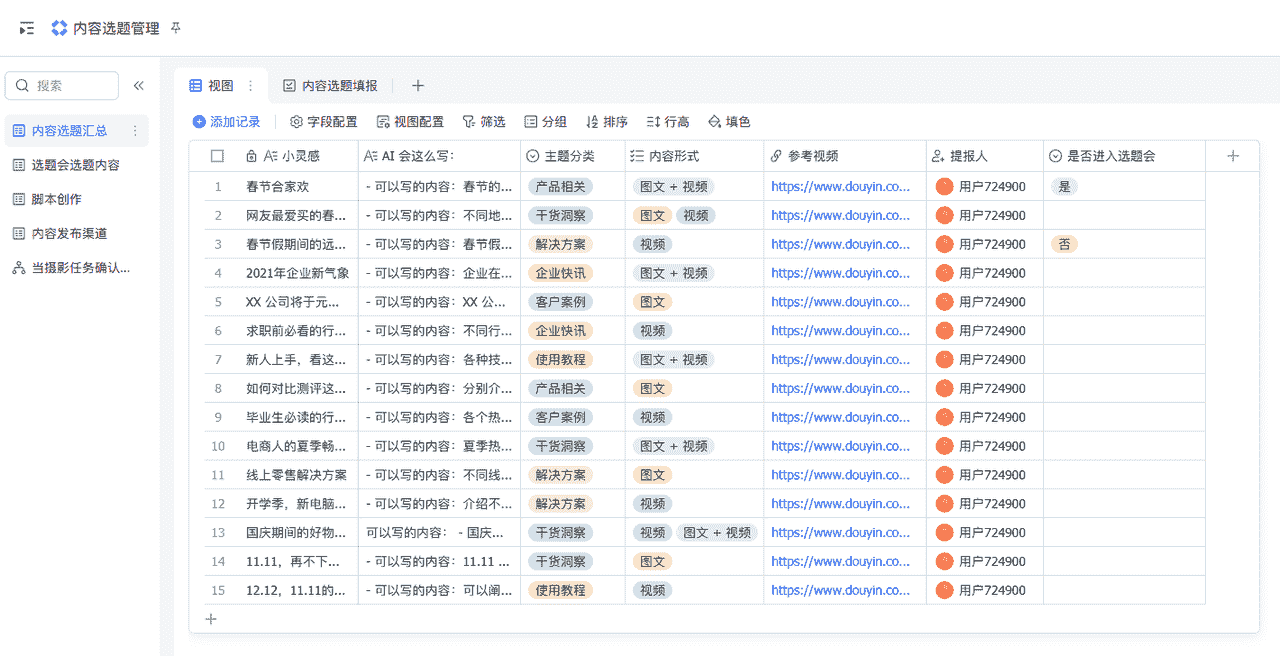 内容选题管理
搜索
内容选题汇总
选题会选题内容
脚本创作
内容发布渠道
当摄影任务确认...
视图
内容选题填报
添加记录 字段配置 视图配置 筛选 分组 排序 行高 填色
小灵感 AI 会这么写: 主题分类 内容形式 参考视频 提报人 是否进入选题会
1 春节合家欢 - 可以写的内容：春节的... 产品相关 图文 + 视频 https://www.douyin.co... 用户724900 是
2 网友最爱买的春... - 可以写的内容：不同地... 干货洞察 图文 视频 https://www.douyin.co... 用户724900
3 春节假期间的远... - 可以写的内容：春节假... 解决方案 视频 https://www.douyin.co... 用户724900 否
4 2021年企业新气象 - 可以写的内容：企业在... 企业快讯 图文 + 视频 https://www.douyin.co... 用户724900
5 XX 公司将于元... - 可以写的内容：XX 公... 客户案例 图文 https://www.douyin.co... 用户724900
6 求职前必看的行... - 可以写的内容：不同行... 企业快讯 视频 https://www.douyin.co... 用户724900
7 新人上手，看这... - 可以写的内容：各种技... 使用教程 图文 + 视频 https://www.douyin.co... 用户724900
8 如何对比测评这... - 可以写的内容：分别介... 产品相关 图文 https://www.douyin.co... 用户724900
9 毕业生必读的行... - 可以写的内容：各个热... 客户案例 视频 https://www.douyin.co... 用户724900
10 电商人的夏季畅... - 可以写的内容：夏季热... 干货洞察 图文 + 视频 https://www.douyin.co... 用户724900
11 线上零售解决方案 - 可以写的内容：不同线... 解决方案 图文 https://www.douyin.co... 用户724900
12 开学季，新电脑... - 可以写的内容：介绍不... 解决方案 视频 https://www.douyin.co... 用户724900
13 国庆期间的好物... 可以写的内容： - 国庆... 干货洞察 视频 图文 + 视频 https://www.douyin.co... 用户724900
14 11.11，再不下... - 可以写的内容：11.11 ... 干货洞察 图文 https://www.douyin.co... 用户724900
15 12.12，11.11的... - 可以写的内容：可以阐... 使用教程 视频 https://www.douyin.co... 用户724900